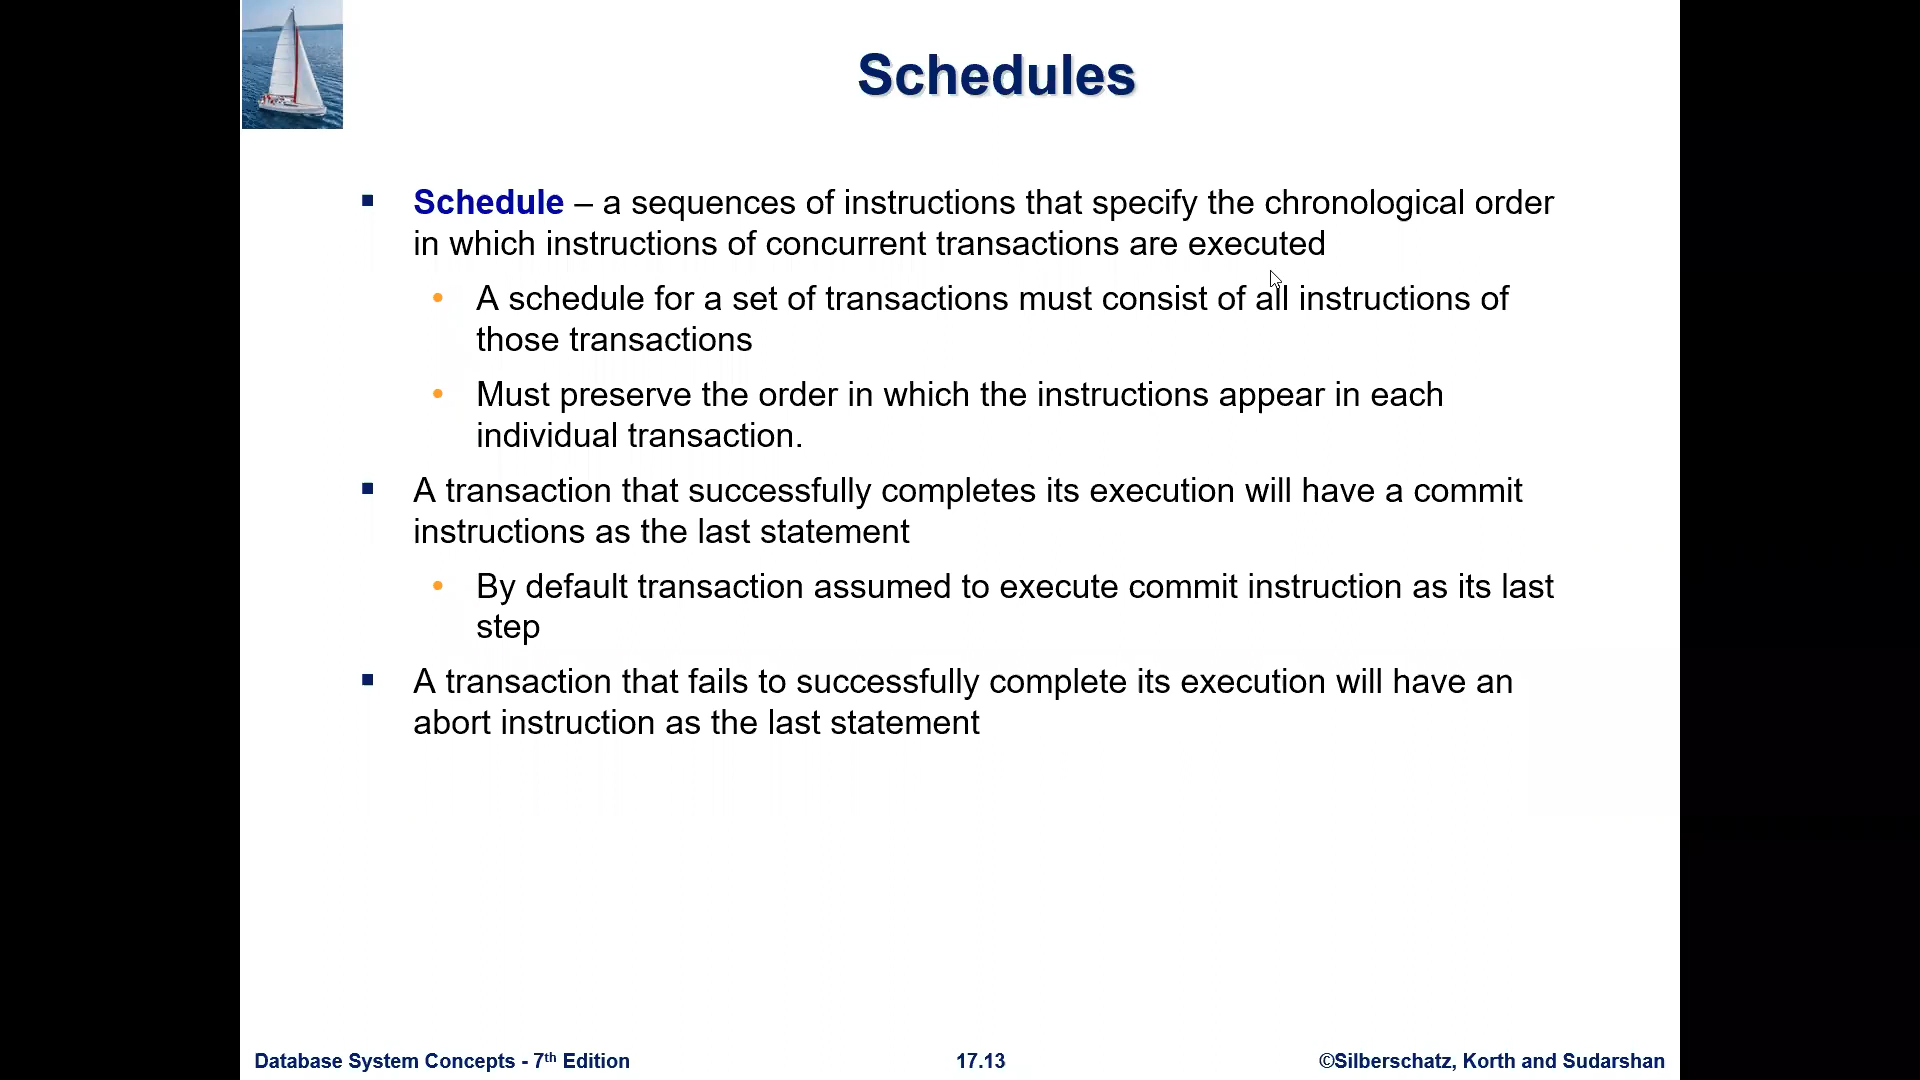 Schedules
▪ Schedule – a sequences of instructions that specify the chronological order
in which instructions of concurrent transactions are executed
• A schedule for a set of transactions must consist of all instructions of
those transactions
• Must preserve the order in which the instructions appear in each
individual transaction.
▪ A transaction that successfully completes its execution will have a commit
instructions as the last statement
• By default transaction assumed to execute commit instruction as its last
step
▪ A transaction that fails to successfully complete its execution will have an
abort instruction as the last statement
Database System Concepts - 7th Edition
17.13
©Silberschatz, Korth and Sudarshan